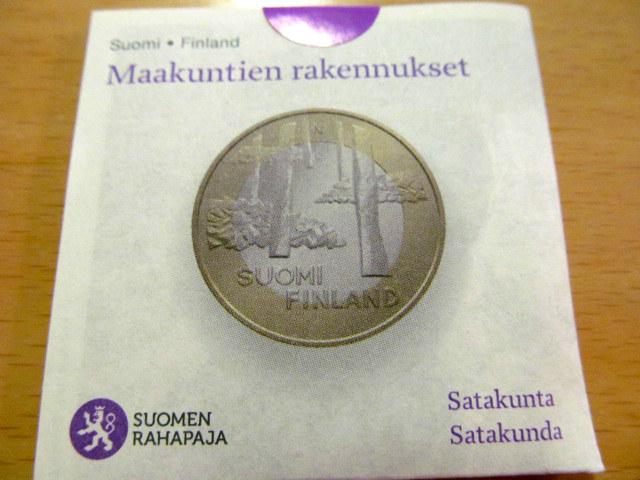 Suomi • Finland
Maakuntien rakennukset
N
SUOMI
FINLAND
SUOMEN
RAHAPAJA
Satakunta
Satakunda